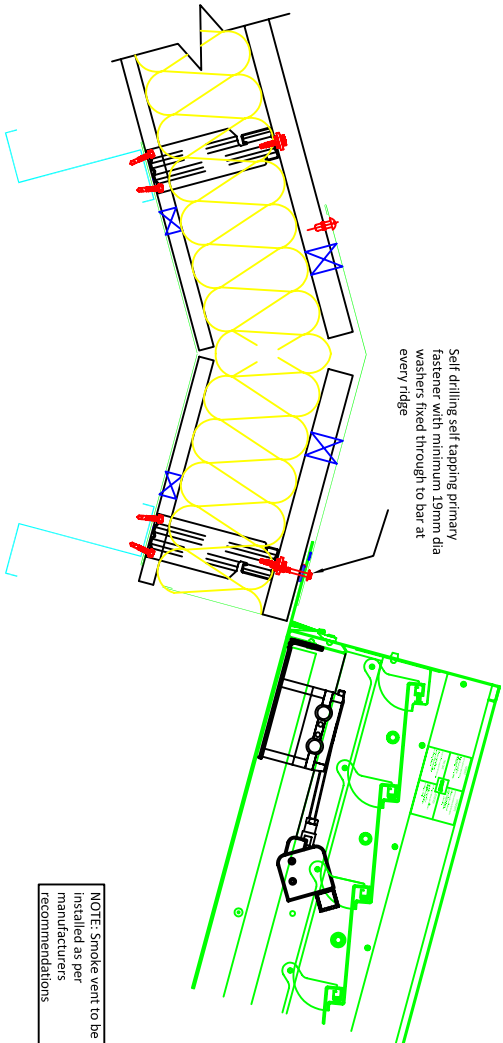 Self drilling self tapping primary
fastener with minimum 19mm dia
washers fixed through to bar at
every ridge
NOTE: Smoke vent to be
installed as per
manufacturers
recommendations